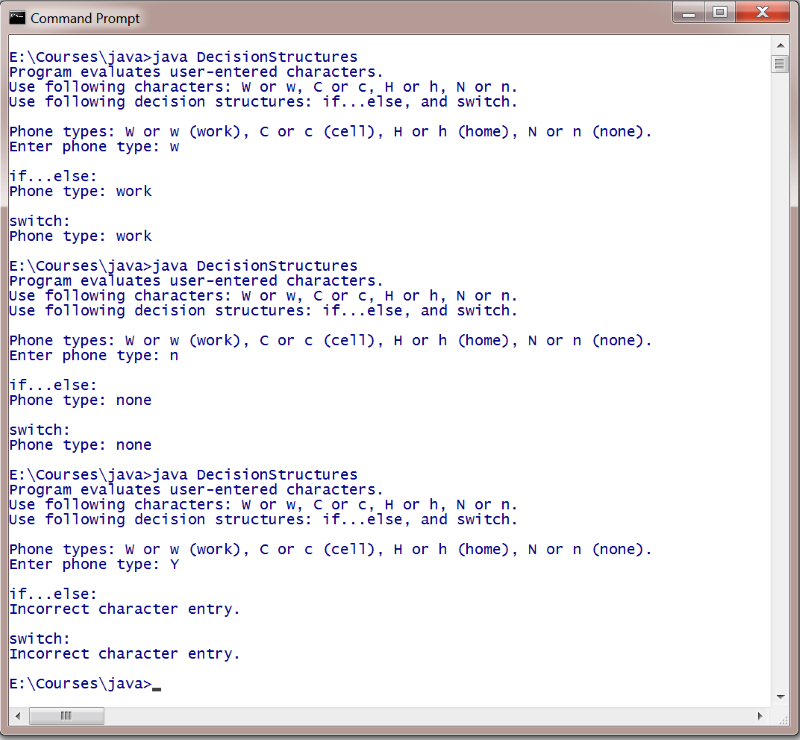 Command Prompt
E:\Courses\java>java DecisionStructures
Program evaluates user-entered characters.
Use following characters: W or w, C or c, H or h, N or n.
Use following decision structures: if...else, and switch.
Phone types: W or w (work), C or c (cell), H or h (home), N or n (none).
Enter phone type: w
if...else:
Phone type: work
switch:
Phone type: work
E:\Courses\java>java DecisionStructures
Program evaluates user-entered characters.
Use following characters: W or w, C or c, H or h, N or n.
Use following decision structures: if...else, and switch.
Phone types: W or w (work), C or c (cell), H or h (home), N or n (none).
Enter phone type: n
if...else:
Phone type: none
switch:
Phone type: none
E:\Courses\java>java DecisionStructures
Program evaluates user-entered characters.
Use following characters: W or w, C or c, H or h, N or n.
Use following decision structures: if...else, and switch.
Phone types: W or w (work), C or c (cell), H or h (home), N or n (none).
Enter phone type: Y
if...else:
Incorrect character entry.
switch:
Incorrect character entry.
E:\Courses\java>